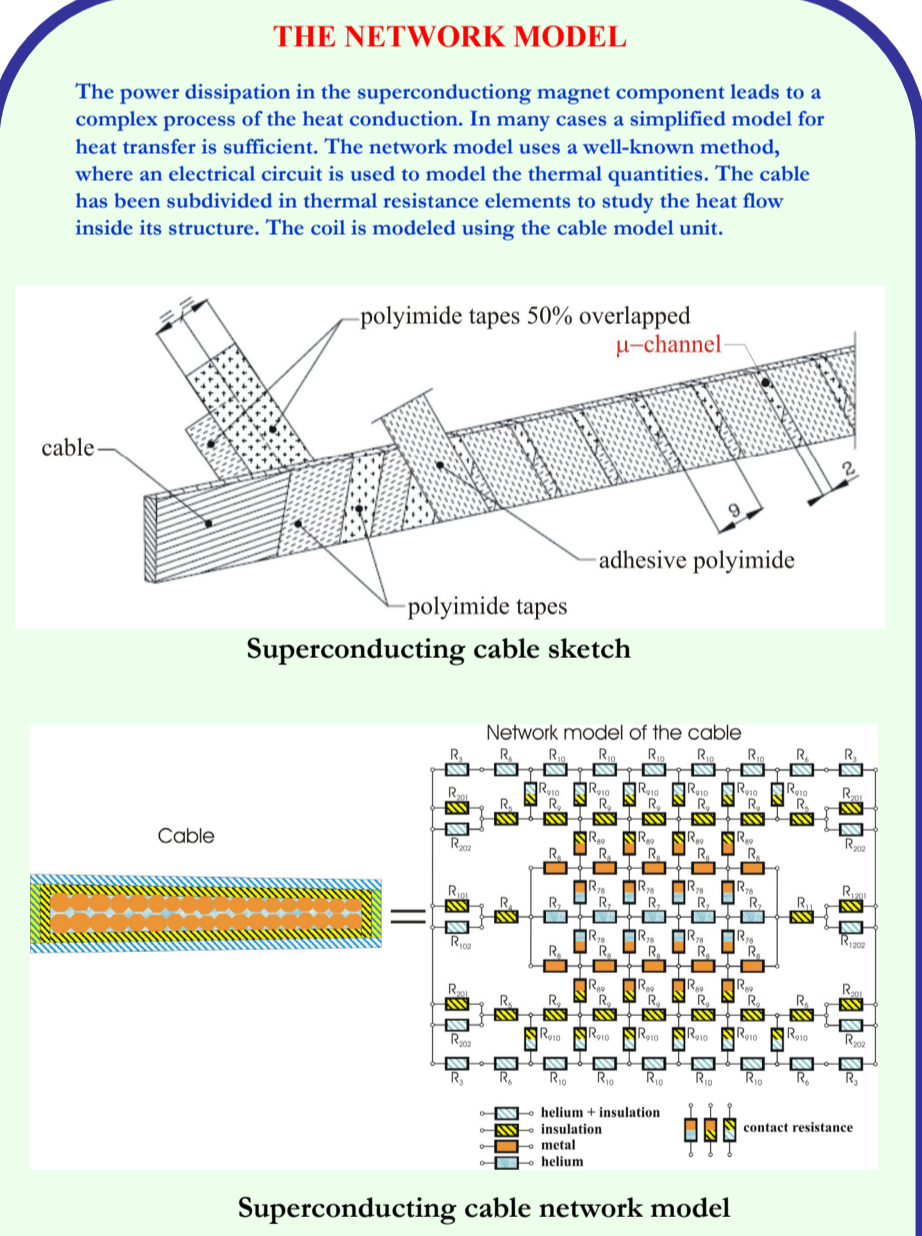 THE NETWORK MODEL
The power dissipation in the superconductiong magnet component leads to a
complex process of the heat conduction. In many cases a simplified model for
heat transfer is sufficient. The network model uses a well-known method,
where an electrical circuit is used to model the thermal quantities. The cable
has been subdivided in thermal resistance elements to study the heat flow
inside its structure. The coil is modeled using the cable model unit.
polyimide tapes 50% overlapped
μ–channel
cable
2
9
adhesive polyimide
polyimide tapes
Superconducting cable sketch
Network model of the cable
R3 R6 R10 R10 R10 R10 R10 R6 R3
R201 R910 R910 R910 R910 R910 R910 R201
R5 R9 R9 R9 R9 R9 R5
R202 R89 R89 R89 R89 R202
Cable
R8 R8 R8 R8 R8
R101 R78 R78 R78 R78 R1201
R4 R7 R7 R7 R7 R7 R11
R102 R78 R78 R78 R78 R1202
R8 R8 R8 R8 R8
R201 R89 R89 R89 R89 R201
R5 R9 R9 R9 R9 R9 R5
R202 R910 R910 R910 R910 R910 R910 R202
R3 R6 R10 R10 R10 R10 R10 R6 R3
helium + insulation
insulation
metal
helium
contact resistance
Superconducting cable network model